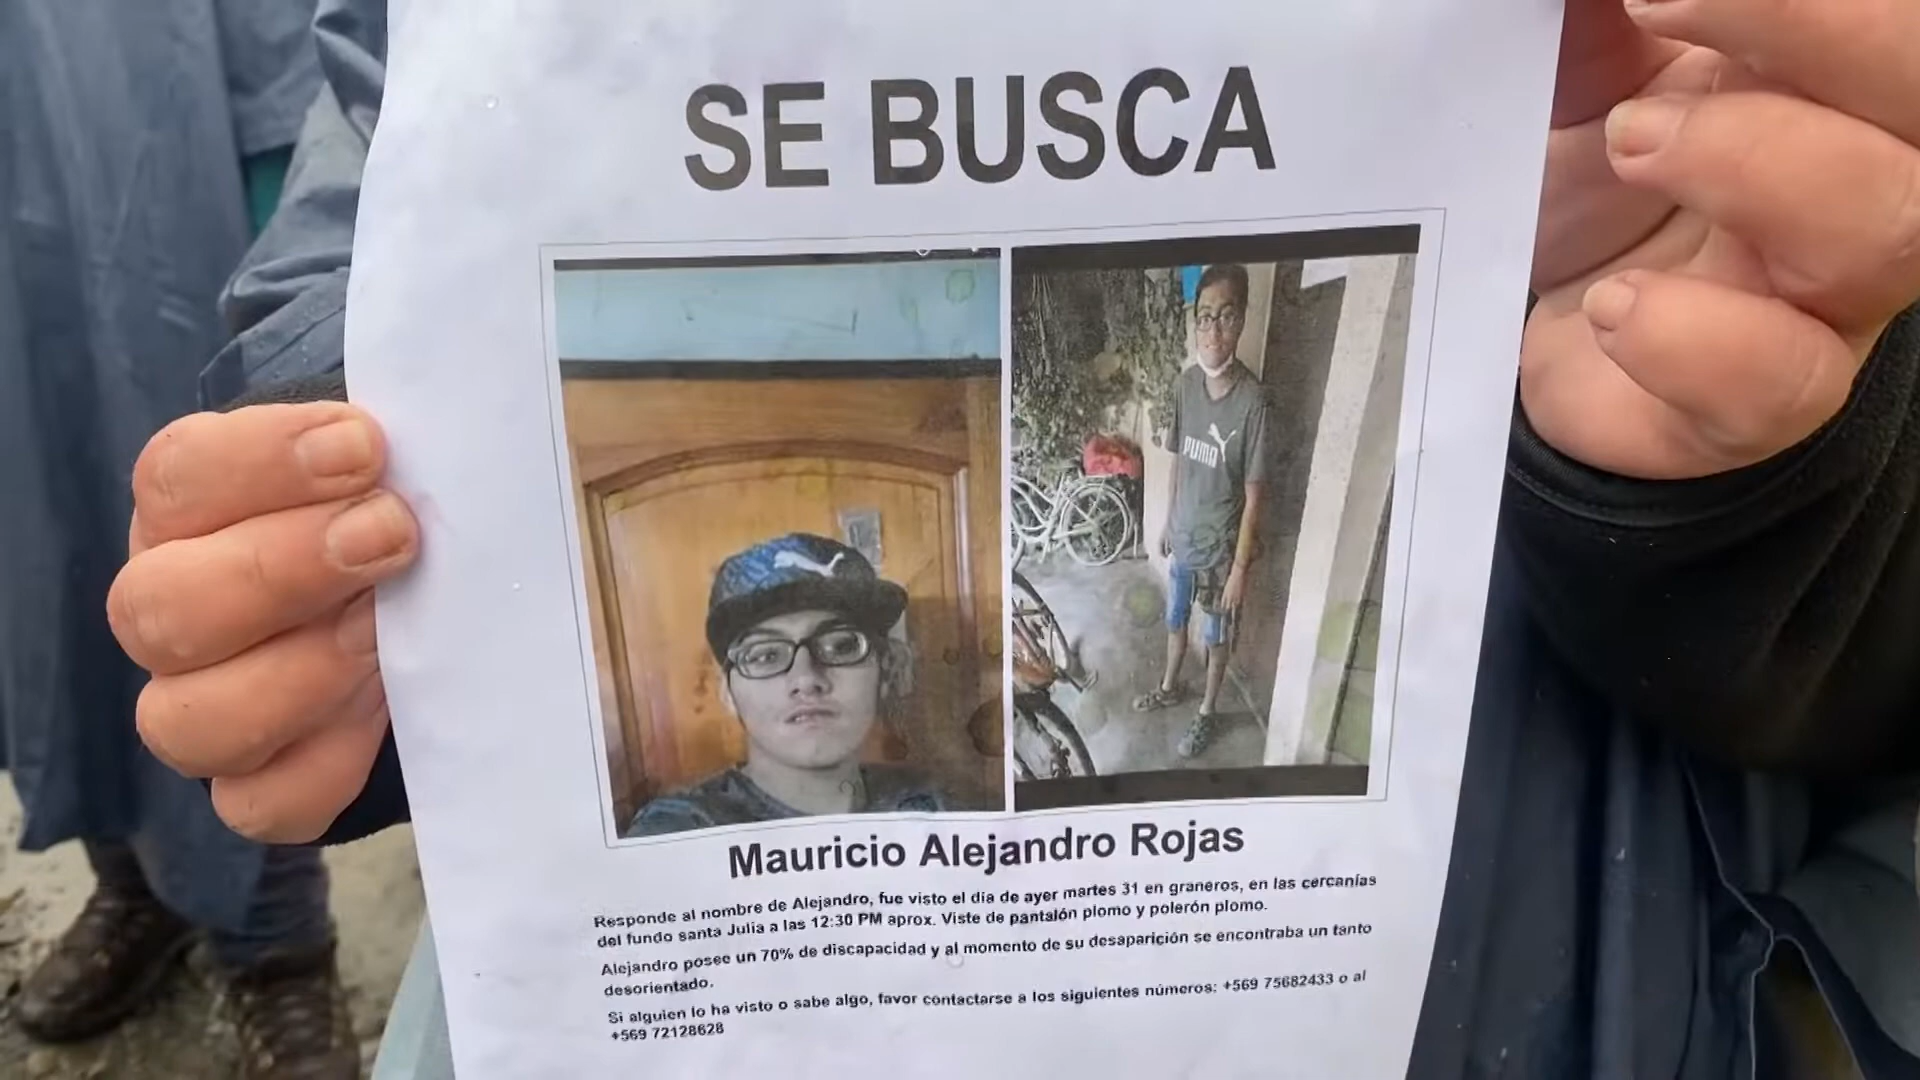 SE BUSCA
PUMA
Mauricio Alejandro Rojas
Responde al nombre de Alejandro, fue visto el día de ayer martes 31 en graneros, en las cercanías
del fundo santa Julia a las 12:30 PM aprox. Viste de pantalón plomo y polerón plomo.
Alejandro posee un 70% de discapacidad y al momento de su desaparición se encontraba un tanto
desorientado.
Si alguien lo ha visto o sabe algo, favor contactarse a los siguientes números: +569 75682433 o al
+569 72128628